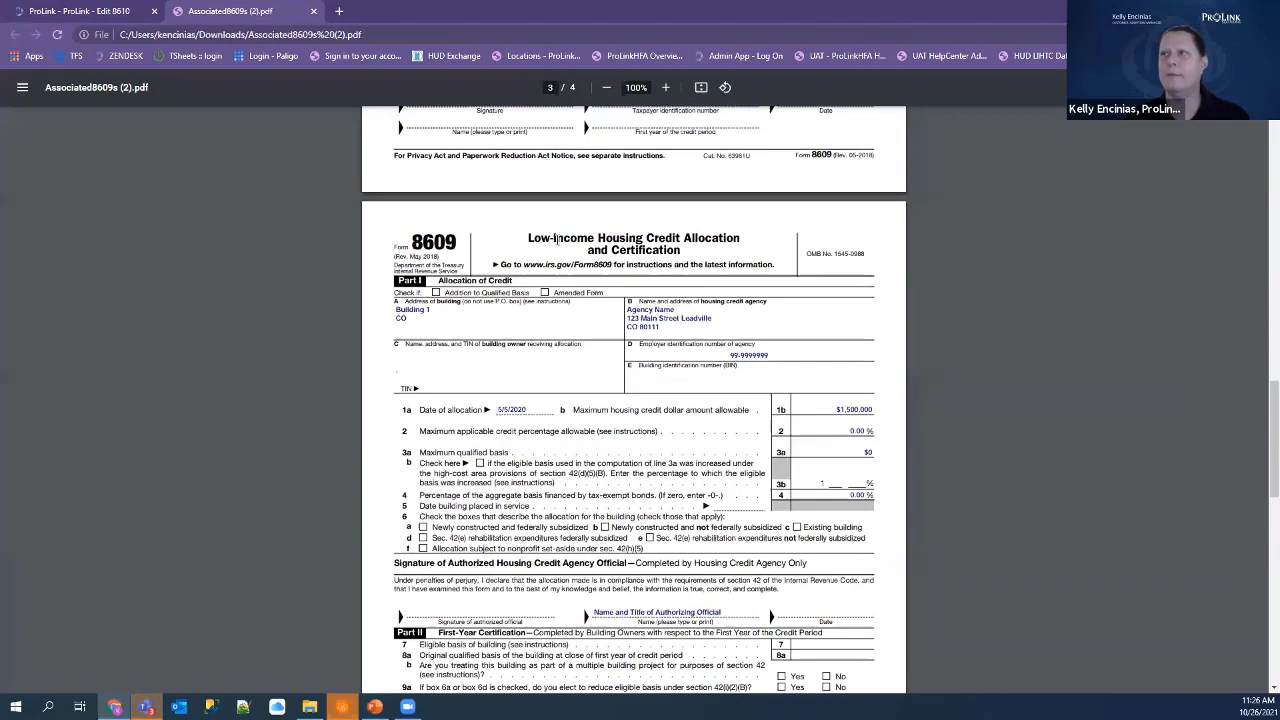 ProLink - Edit 8610
Associated8609s (2).pdf
File
C:/Users/kencinias/Downloads/Associated8609s%20(2).pdf
Apps
TFS
ZENDESK
TSheets :: login
Sign in to your acco...
HUD Exchange
Locations - ProLink...
Admin App - Log On
UAT - ProLinkHFA H...
UAT HelpCenter Ad...
HUD LIHTC Dat
Kelly Encinias
PROLINK
Kelly Encinias, ProLin...
Associated8609s (2).pdf
3 / 4
100%
Signature
Taxpayer identification number
Date
Name (please type or print)
First year of the credit period
For Privacy Act and Paperwork Reduction Act Notice, see separate instructions.
Cat. No. 63981U
Form 8609 (Rev. 05-2018)
Form 8609
(Rev. May 2018)
Department of the Treasury
Internal Revenue Service
Low-Income Housing Credit Allocation
and Certification
► Go to www.irs.gov/Form8609 for instructions and the latest information.
OMB No. 1545-0988
Part I Allocation of Credit
Check if: Addition to Qualified Basis Amended Form
A Address of building (do not use P.O. box) (see instructions)
Building 1
CO
B Name and address of housing credit agency
Agency Name
123 Main Street Leadville
CO 80111
C Name, address, and TIN of building owner receiving allocation
TIN ►
D Employer identification number of agency
99-9999999
E Building identification number (BIN)
1a Date of allocation ► 5/5/2020 b Maximum housing credit dollar amount allowable . 1b $1,500,000
2 Maximum applicable credit percentage allowable (see instructions) . . . . . . . . 2 0.00 %
3a Maximum qualified basis . . . . . . . . 3a $0
b Check here ► if the eligible basis used in the computation of line 3a was increased under
the high-cost area provisions of section 42(d)(5)(B). Enter the percentage to which the eligible
basis was increased (see instructions) . . . . . . . . 3b 1 __ __ %
4 Percentage of the aggregate basis financed by tax-exempt bonds. (If zero, enter -0-.) . . . 4 0.00 %
5 Date building placed in service . . . . . . . . ►
6 Check the boxes that describe the allocation for the building (check those that apply):
a Newly constructed and federally subsidized b Newly constructed and not federally subsidized c Existing building
d Sec. 42(e) rehabilitation expenditures federally subsidized e Sec. 42(e) rehabilitation expenditures not federally subsidized
f Allocation subject to nonprofit set-aside under sec. 42(h)(5)
Signature of Authorized Housing Credit Agency Official—Completed by Housing Credit Agency Only
Under penalties of perjury, I declare that the allocation made is in compliance with the requirements of section 42 of the Internal Revenue Code, and
that I have examined this form and to the best of my knowledge and belief, the information is true, correct, and complete.
Name and Title of Authorizing Official
Signature of authorized official
Name (please type or print)
Date
Part II First-Year Certification—Completed by Building Owners with respect to the First Year of the Credit Period
7 Eligible basis of building (see instructions) . . . . . . . . 7
8a Original qualified basis of the building at close of first year of credit period . . . . . . . . 8a
b Are you treating this building as part of a multiple building project for purposes of section 42
(see instructions)? . . . . . . . . Yes No
9a If box 6a or box 6d is checked, do you elect to reduce eligible basis under section 42(i)(2)(B)? . . Yes No
11:26 AM
10/26/2021